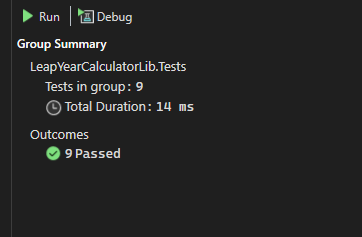 Run Debug
Group Summary
LeapYearCalculatorLib.Tests
Tests in group: 9
Total Duration: 14 ms
Outcomes
9 Passed